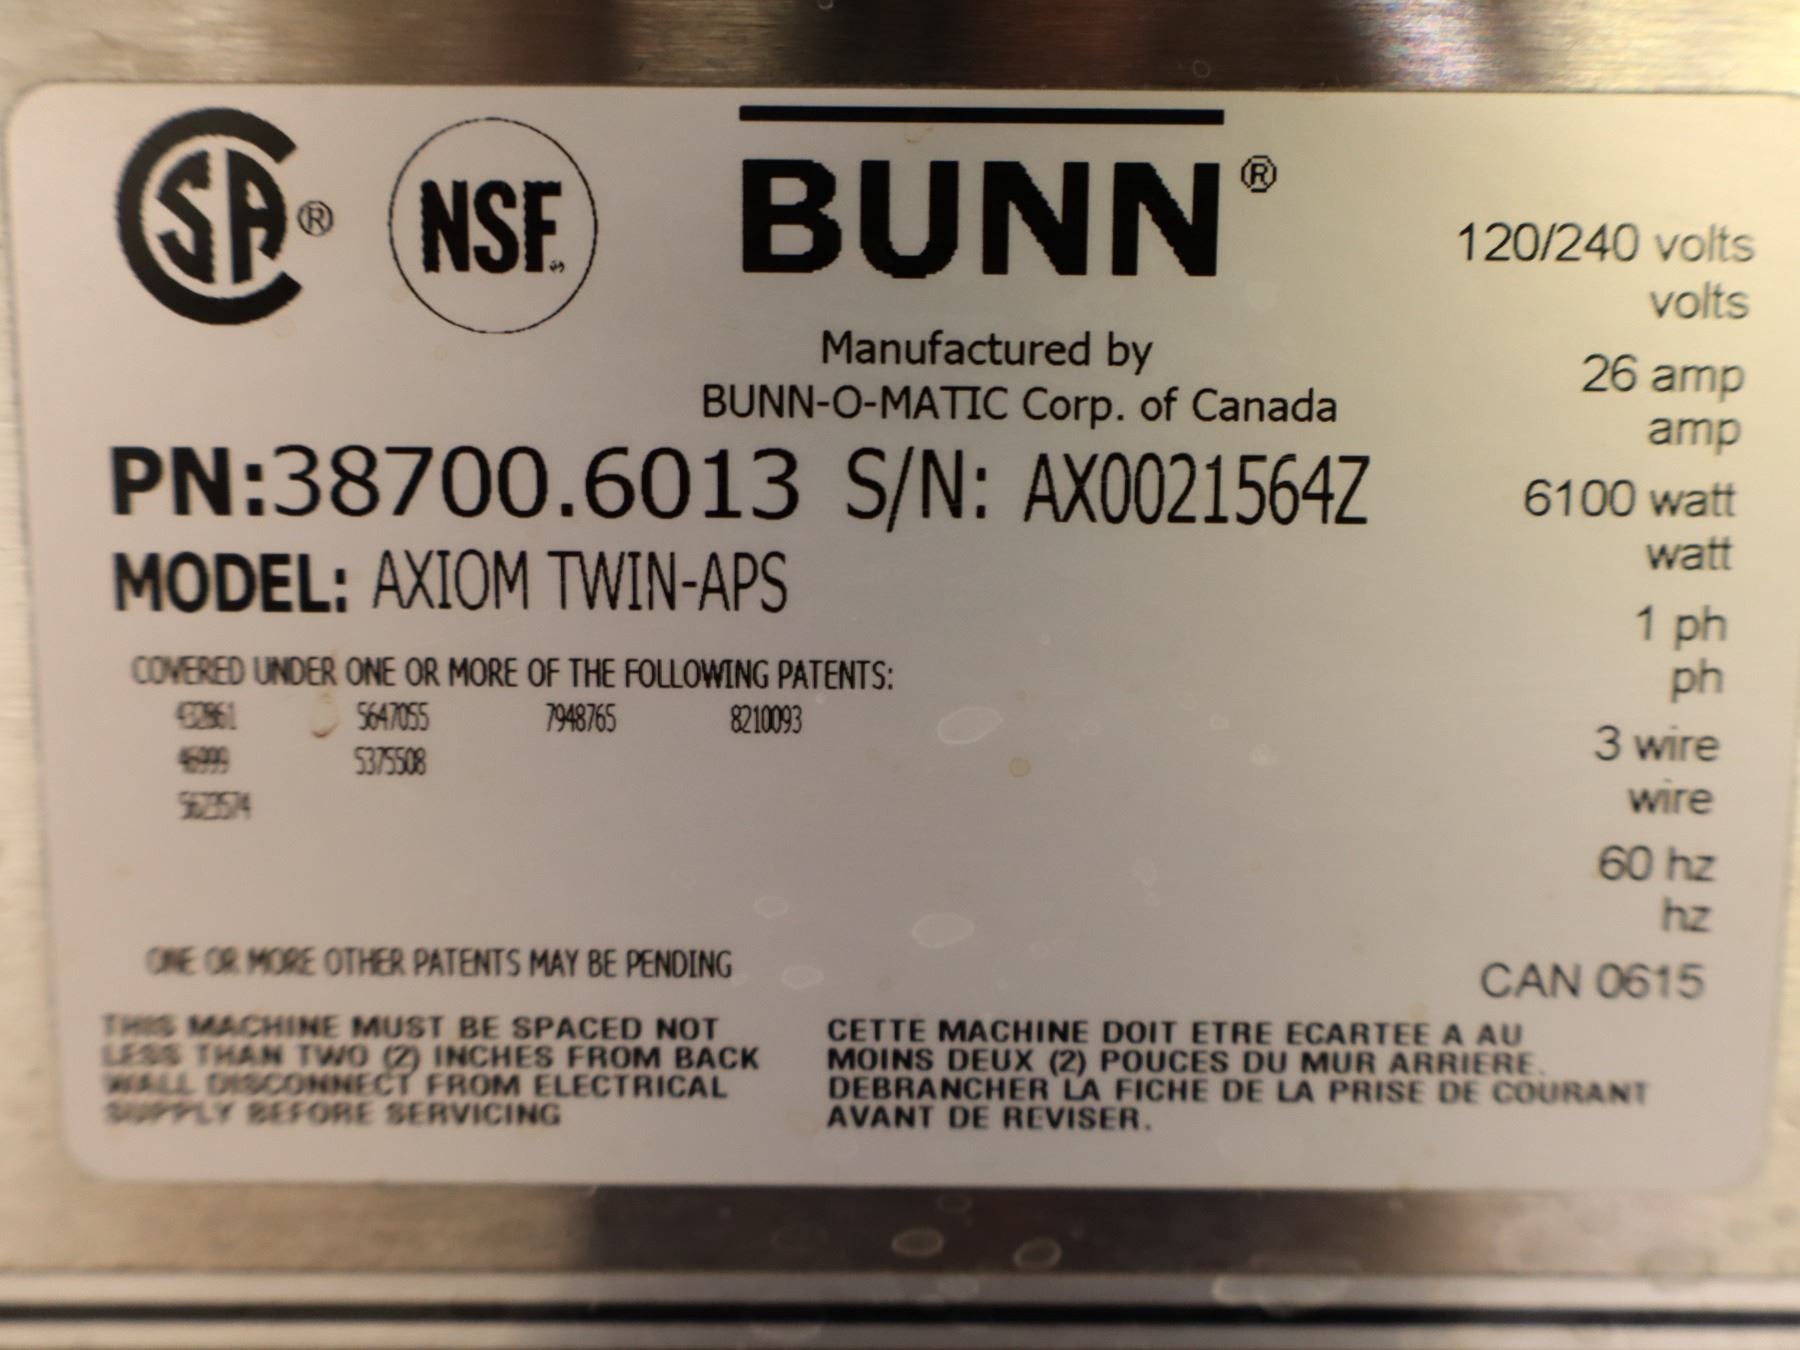 CSA®
NSF
BUNN®
Manufactured by
BUNN-O-MATIC Corp. of Canada
PN:38700.6013 S/N: AX0021564Z
MODEL: AXIOM TWIN-APS
COVERED UNDER ONE OR MORE OF THE FOLLOWING PATENTS:
432861 5647055 7948765 8210093
46999 5375508
5623574
ONE OR MORE OTHER PATENTS MAY BE PENDING
THIS MACHINE MUST BE SPACED NOT
LESS THAN TWO (2) INCHES FROM BACK
WALL DISCONNECT FROM ELECTRICAL
SUPPLY BEFORE SERVICING
CETTE MACHINE DOIT ETRE ECARTEE A AU
MOINS DEUX (2) POUCES DU MUR ARRIERE.
DEBRANCHER LA FICHE DE LA PRISE DE COURANT
AVANT DE REVISER.
120/240 volts
volts
26 amp
amp
6100 watt
watt
1 ph
ph
3 wire
wire
60 hz
hz
CAN 0615